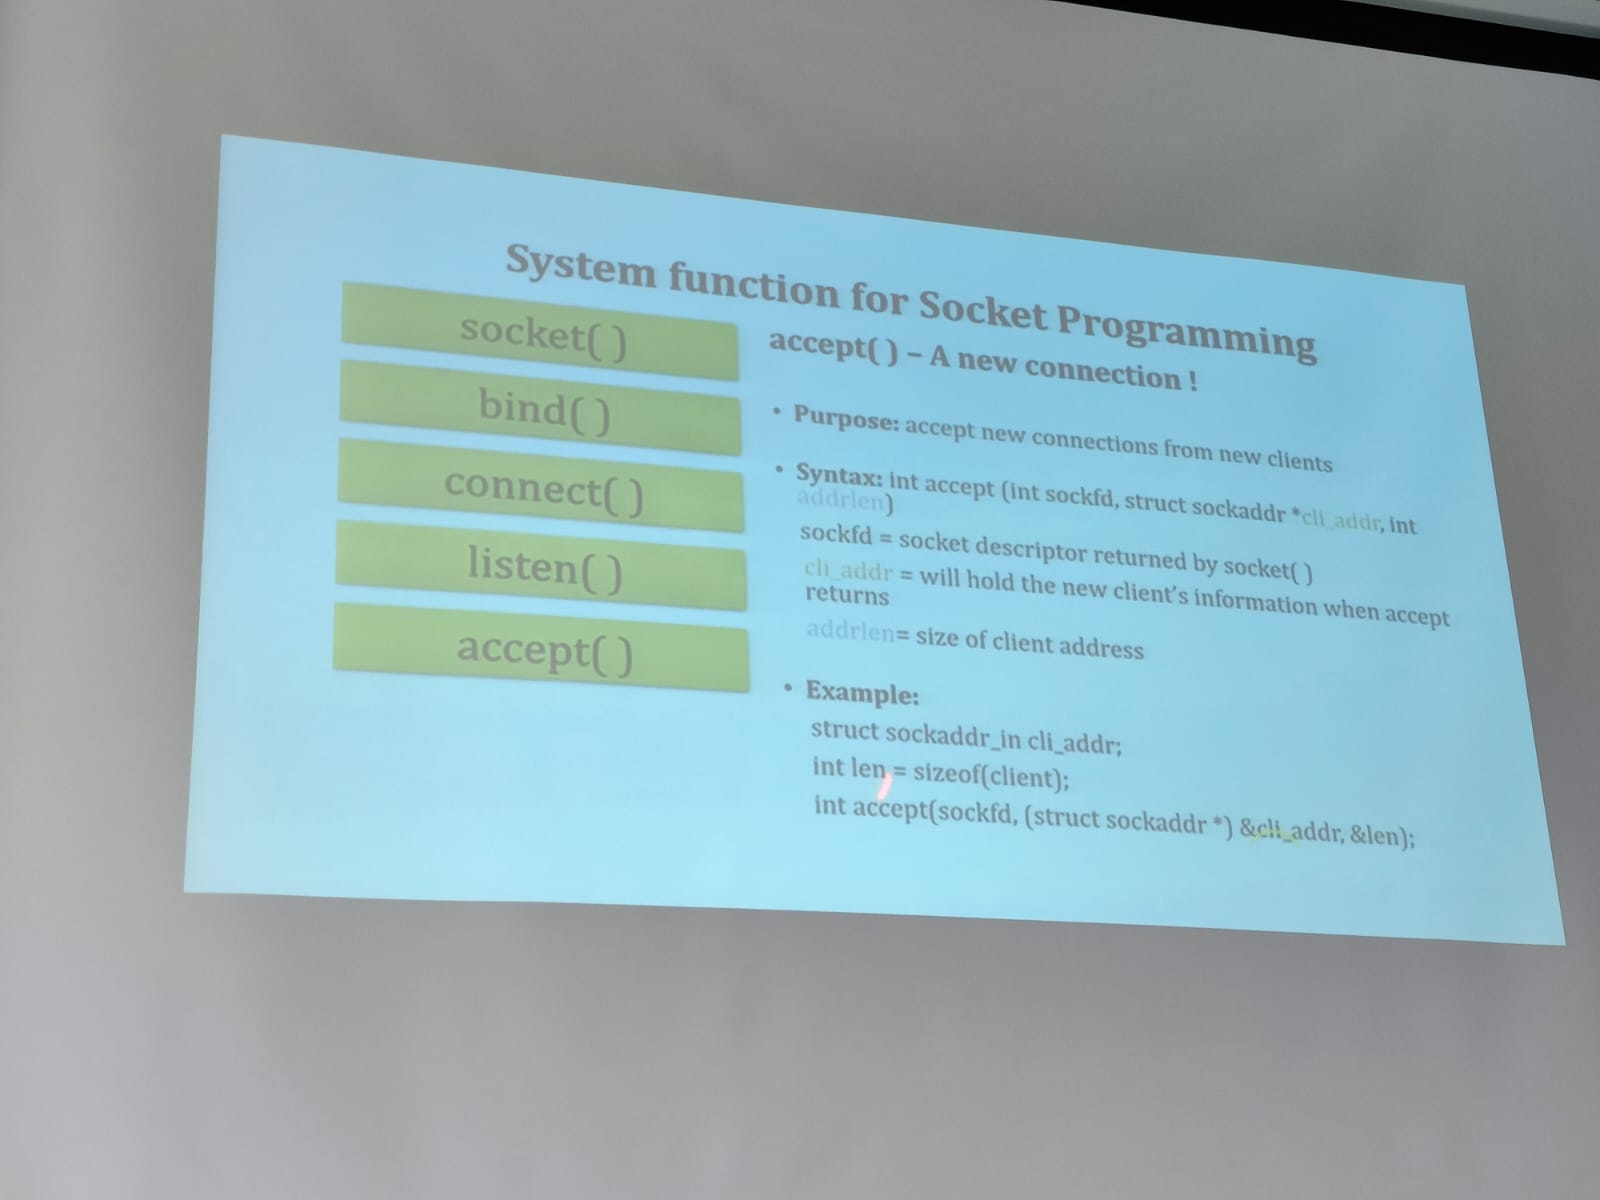 System function for Socket Programming
socket( )
bind( )
connect( )
listen( )
accept( )
accept( ) – A new connection !
• Purpose: accept new connections from new clients
• Syntax: int accept (int sockfd, struct sockaddr *cli_addr, int
addrlen)
sockfd = socket descriptor returned by socket( )
cli_addr = will hold the new client's information when accept
returns
addrlen= size of client address
• Example:
struct sockaddr_in cli_addr;
int len = sizeof(client);
int accept(sockfd, (struct sockaddr *) &cli_addr, &len);